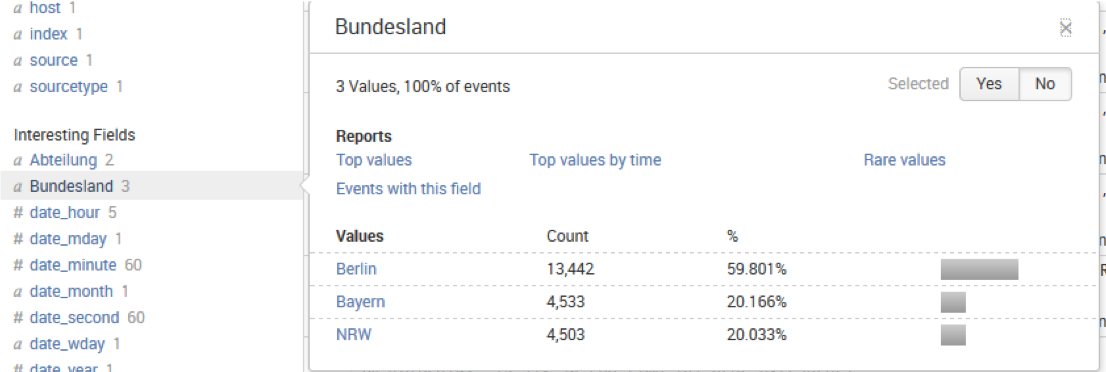 a host 1
a index 1
a source 1
a sourcetype 1
Interesting Fields
a Abteilung 2
a Bundesland 3
# date_hour 5
# date_mday 1
# date_minute 60
a date_month 1
# date_second 60
a date_wday 1
# date_year 1
Bundesland
3 Values, 100% of events
Selected Yes No
Reports
Top values Top values by time Rare values
Events with this field
Values Count %
Berlin 13,442 59.801%
Bayern 4,533 20.166%
NRW 4,503 20.033%